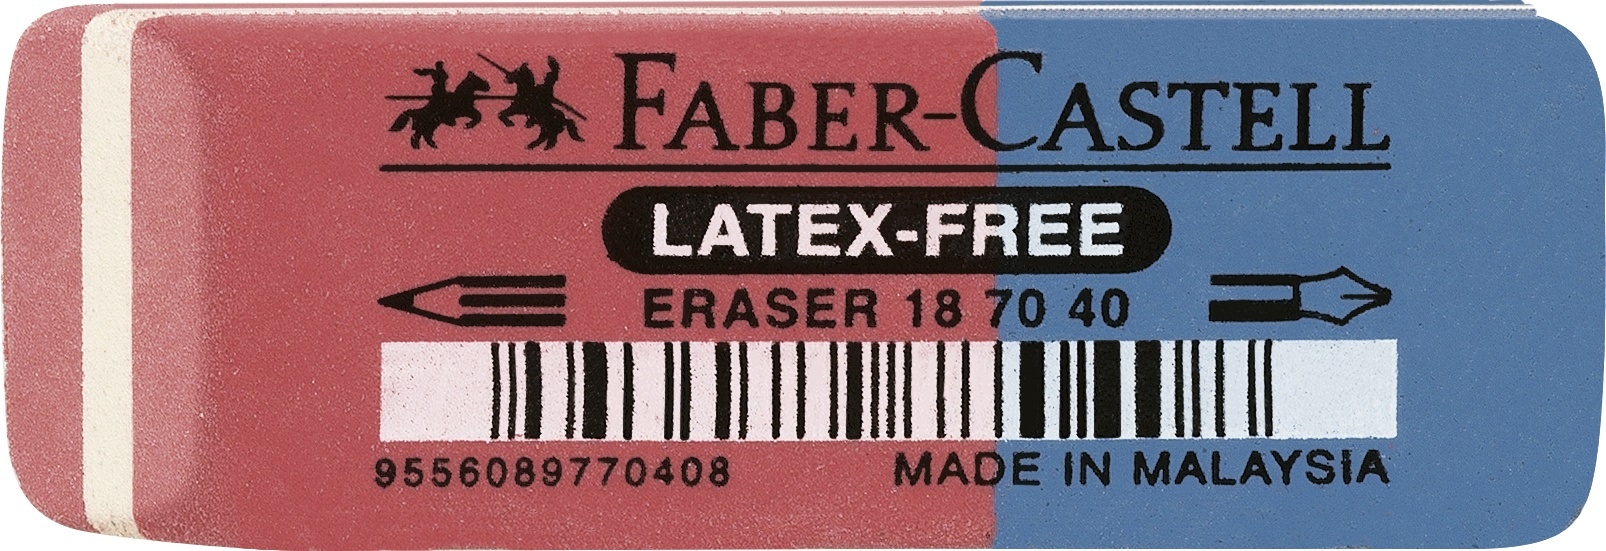 FABER-CASTELL
LATEX-FREE
ERASER 18 70 40
9556089770408 MADE IN MALAYSIA